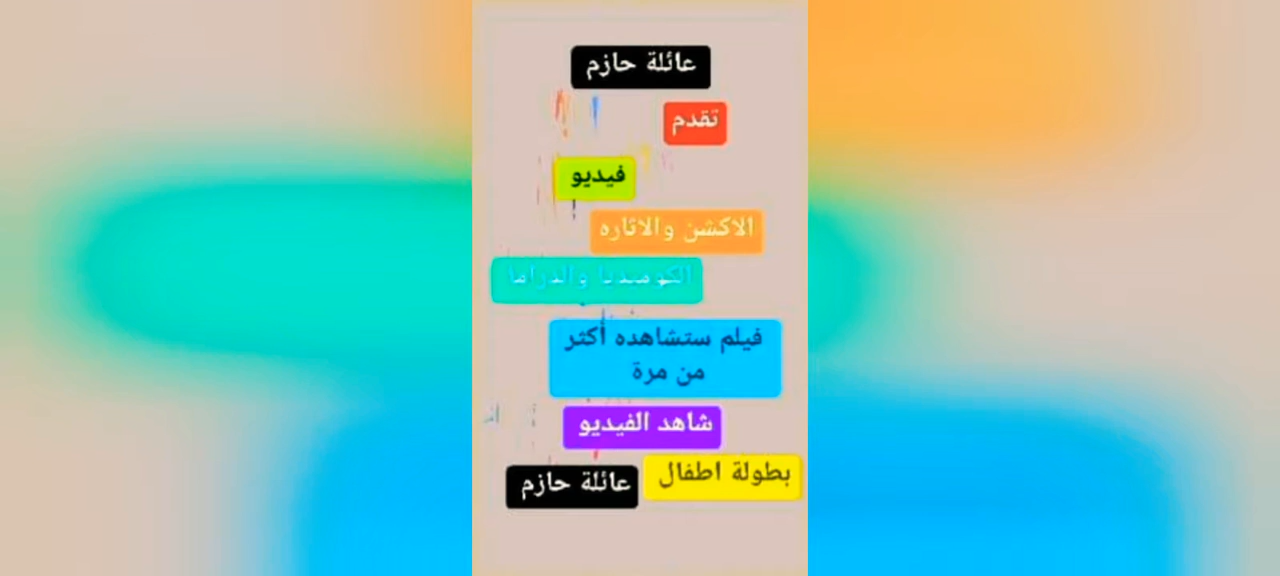 عائلة حازم
تقدم
فيديو
الاكشن والاثاره
الكوميديا والدراما
فيلم ستشاهده أكثر
من مرة
شاهد الفيديو
بطولة اطفال
عائلة حازم